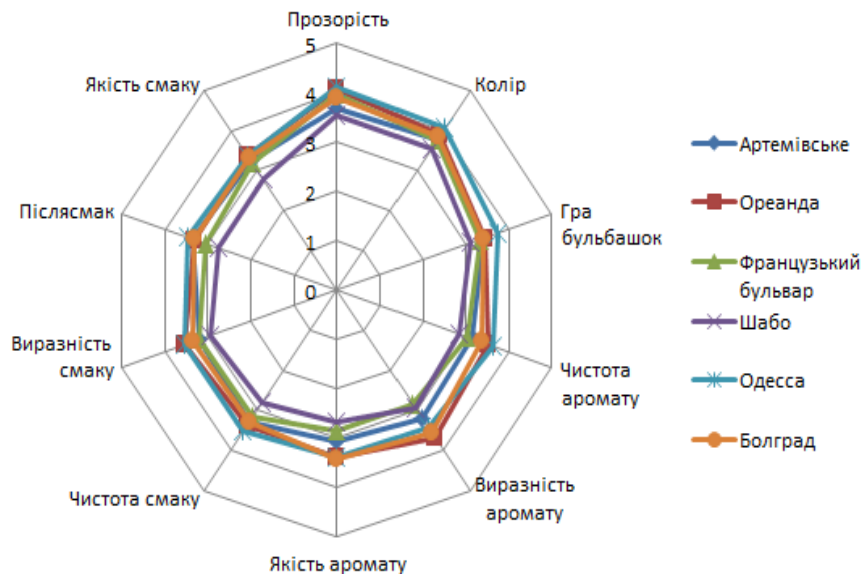 Прозорість
5
Якість смаку
4
Колір
3
Артемівське
2
Ореанда
Післясмак
1
Гра
бульбашок
0
Французький
бульвар
Шабо
Виразність
смаку
Чистота
аромату
Одесса
Болград
Чистота смаку
Виразність
аромату
Якість аромату